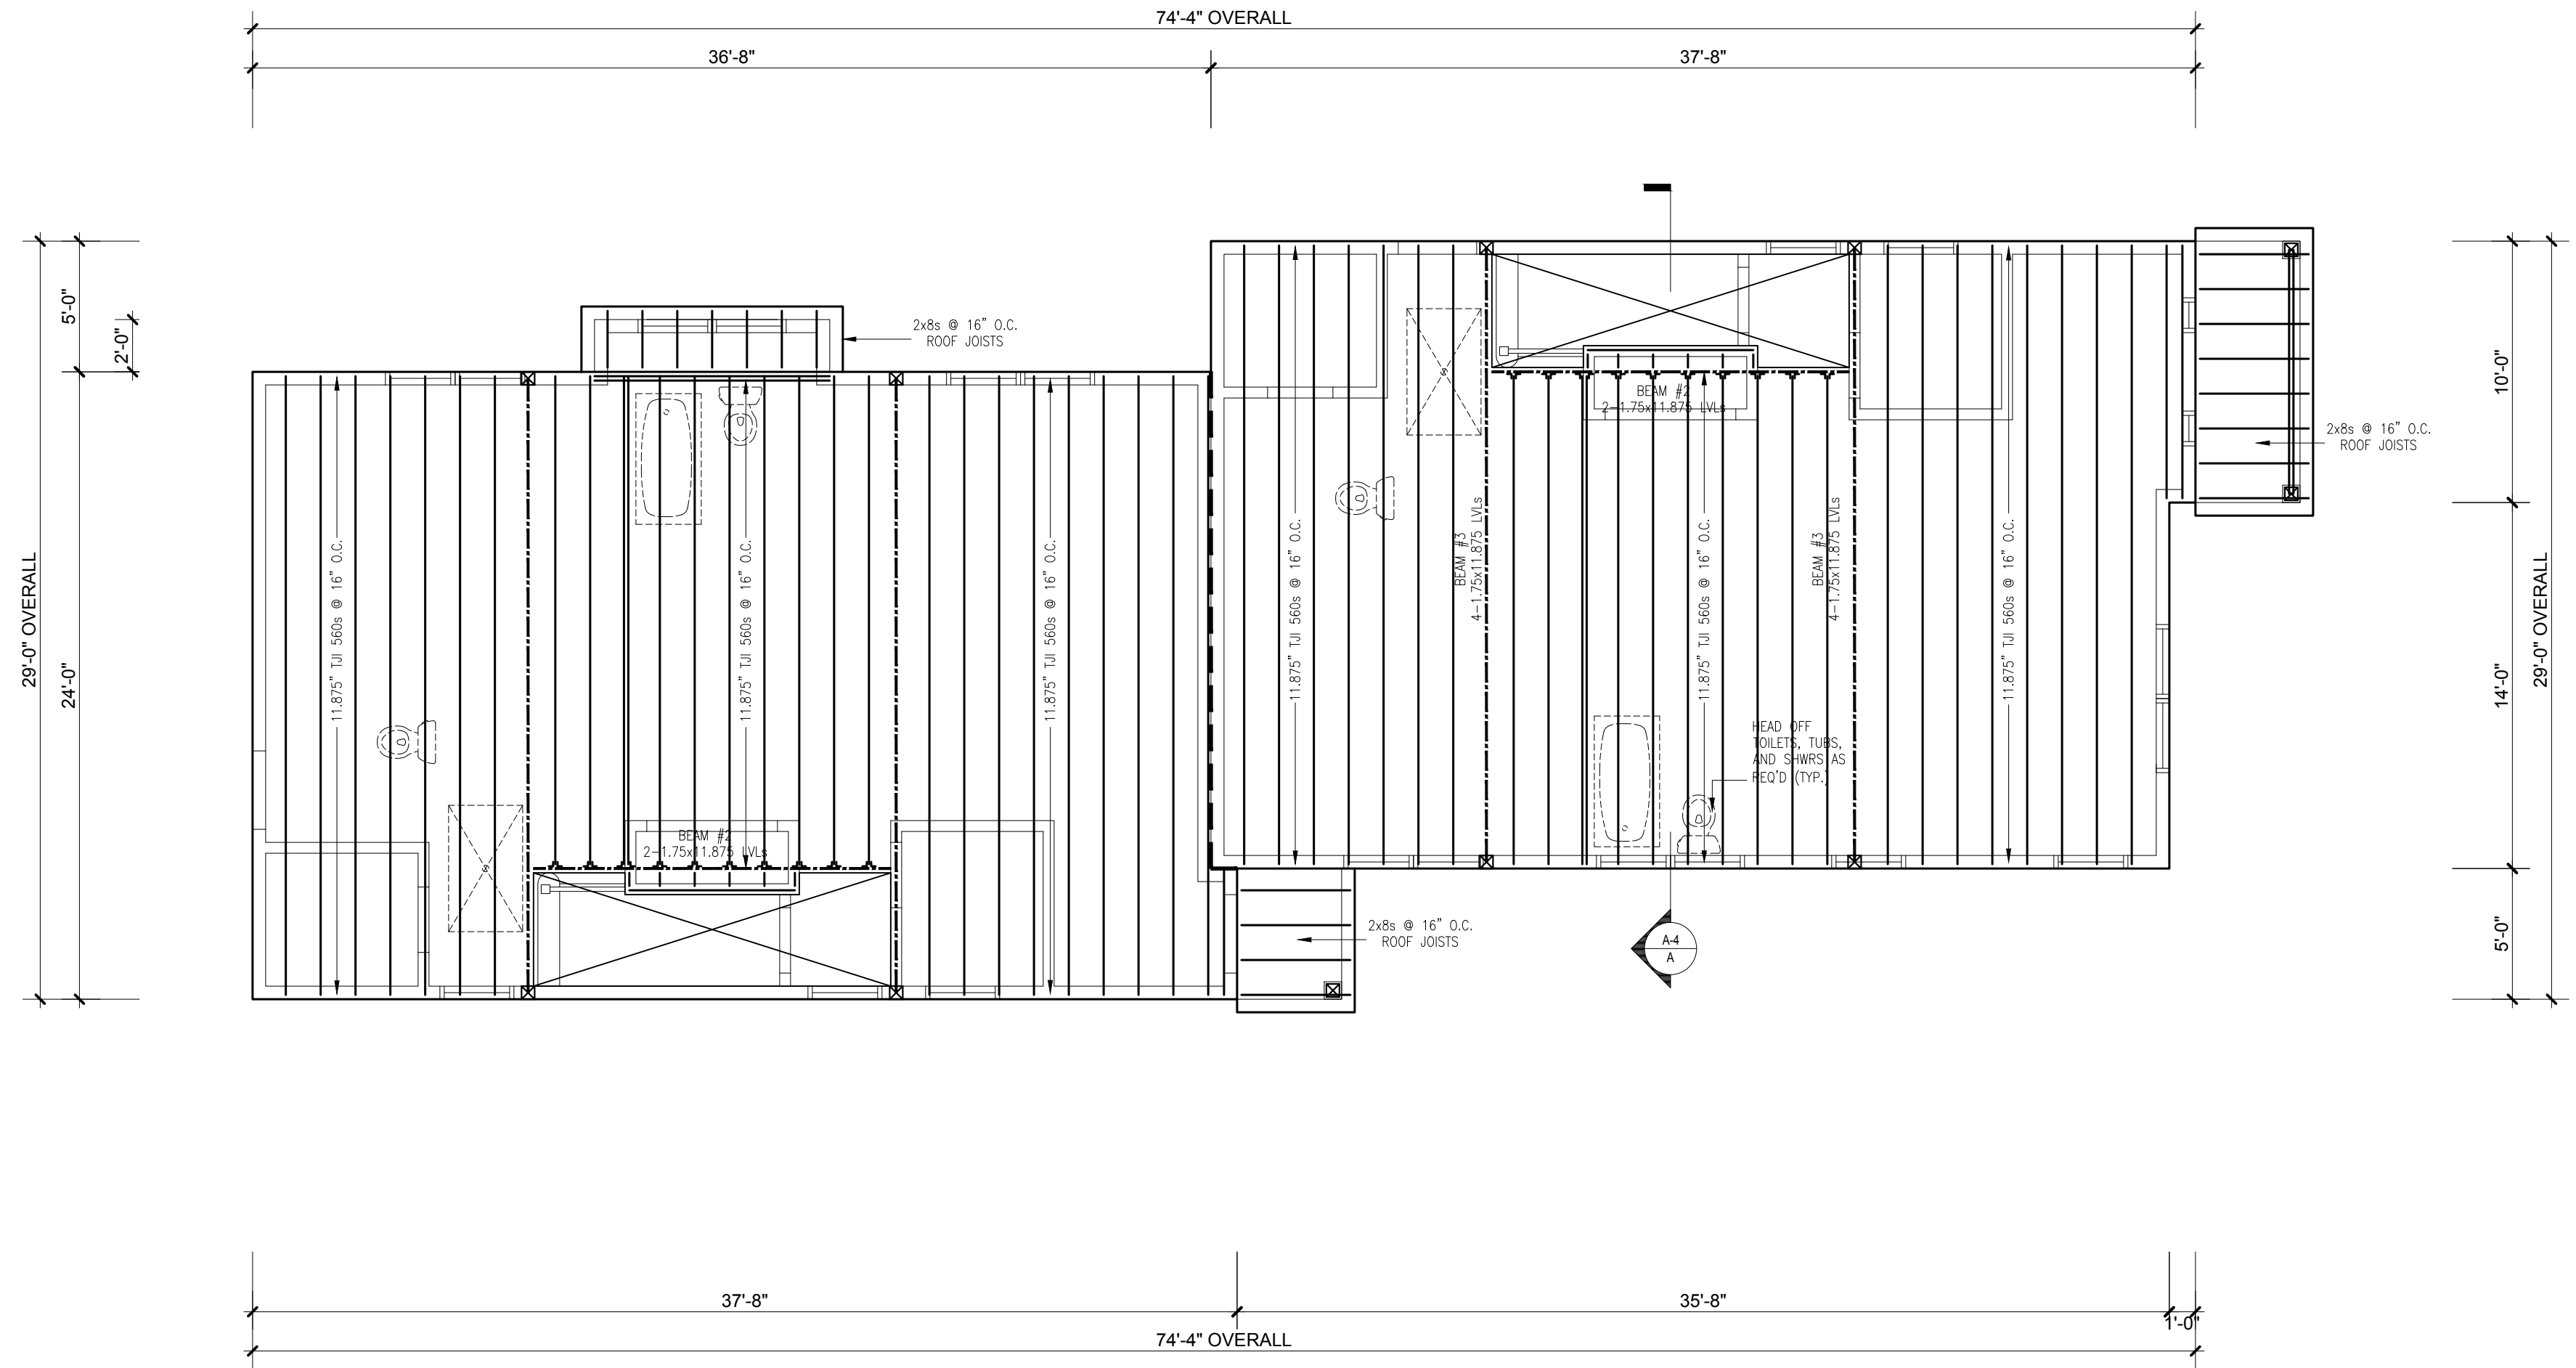 74'-4" OVERALL
36'-8"
37'-8"
29'-0" OVERALL
5'-0"
2'-0"
24'-0"
2x8s @ 16" O.C.
ROOF JOISTS
11.875" TJI 560s @ 16" O.C.
11.875" TJI 560s @ 16" O.C.
11.875" TJI 560s @ 16" O.C.
BEAM #2
2-1.75x11.875 LVLs
S
S
11.875" TJI 560s @ 16" O.C.
BEAM #3
4-1.75x11.875 LVLs
BEAM #2
2-1.75x11.875 LVLs
11.875" TJI 560s @ 16" O.C.
BEAM #3
4-1.75x11.875 LVLs
11.875" TJI 560s @ 16" O.C.
HEAD OFF
TOILETS, TUBS,
AND SHWRS AS
REQ'D (TYP.)
2x8s @ 16" O.C.
ROOF JOISTS
2x8s @ 16" O.C.
ROOF JOISTS
A-4
A
10'-0"
14'-0"
5'-0"
29'-0" OVERALL
37'-8"
35'-8"
1'-0"
74'-4" OVERALL